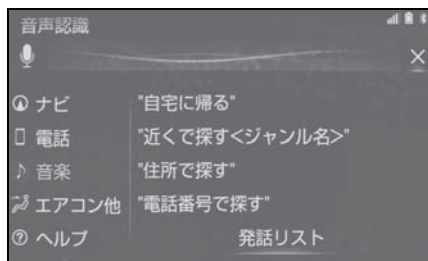 音声認識
ナビ
"自宅に帰る"
電話
"近くで探す<ジャンル名>"
音楽
"住所で探す"
エアコン他
"電話番号で探す"
ヘルプ
発話リスト